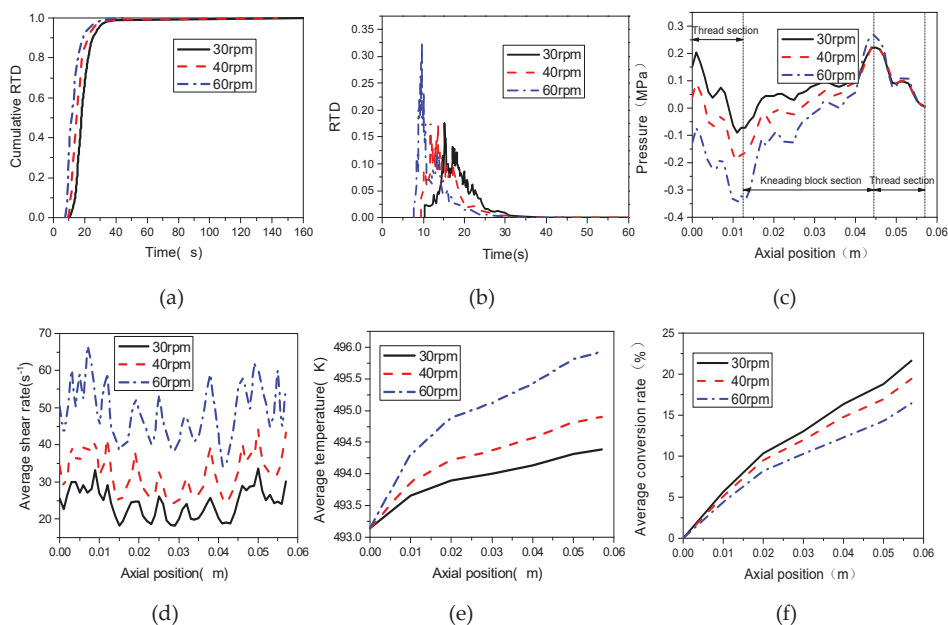 1.0
0.8
0.6
0.4
0.2
0.0
Cumulative RTD
30rpm
40rpm
60rpm
0 20 40 60 80 100 120 140 160
Time( s)
(a)
0.35
0.30
0.25
0.20
0.15
0.10
0.05
0.00
RTD
30rpm
40rpm
60rpm
0 10 20 30 40 50 60
Time(s)
(b)
0.4
0.3
0.2
0.1
0.0
-0.1
-0.2
-0.3
-0.4
Pressure（MPa）
Thread section
30rpm
40rpm
60rpm
Kneading block section
Thread section
0.00 0.01 0.02 0.03 0.04 0.05 0.06
Axial position（m）
(c)
70
60
50
40
30
20
Average shear rate(s⁻¹)
30rpm
40rpm
60rpm
0.00 0.01 0.02 0.03 0.04 0.05 0.06
Axial position( m)
(d)
496.0
495.5
495.0
494.5
494.0
493.5
493.0
Average temperature( K)
30rpm
40rpm
60rpm
0.00 0.01 0.02 0.03 0.04 0.05 0.06
Axial position( m)
(e)
25
20
15
10
5
0
Average conversion rate（%）
30rpm
40rpm
60rpm
0.00 0.01 0.02 0.03 0.04 0.05 0.06
Axial position（m）
(f)